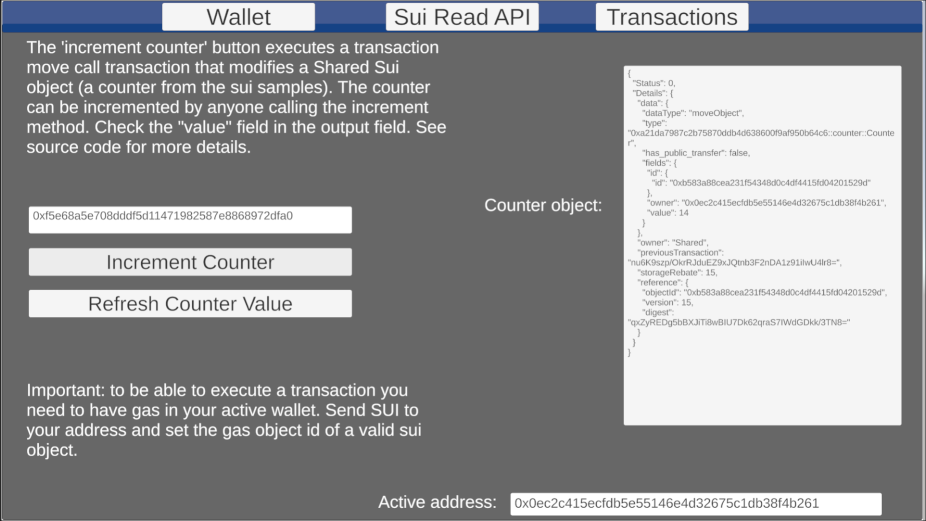 Wallet
Sui Read API
Transactions
The 'increment counter' button executes a transaction
move call transaction that modifies a Shared Sui
object (a counter from the sui samples). The counter
can be incremented by anyone calling the increment
method. Check the "value" field in the output field. See
source code for more details.
0xf5e68a5e708dddf5d11471982587e8868972dfa0
Increment Counter
Refresh Counter Value
Important: to be able to execute a transaction you
need to have gas in your active wallet. Send SUI to
your address and set the gas object id of a valid sui
object.
Counter object:
{
"Status": 0,
"Details": {
"data": {
"dataType": "moveObject",
"type":
"0xa21da7987c2b75870ddb4d638600f9af950b64c6::counter::Counte
r",
"has_public_transfer": false,
"fields": {
"id": {
"id": "0xb583a88cea231f54348d0c4df4415fd04201529d"
},
"owner": "0x0ec2c415ecfdb5e55146e4d32675c1db38f4b261",
"value": 14
}
},
"owner": "Shared",
"previousTransaction":
"nu6K9szp/OkrRJduEZ9xJQtnb3F2nDA1z91iIwU4lr8=",
"storageRebate": 15,
"reference": {
"objectId": "0xb583a88cea231f54348d0c4df4415fd04201529d",
"version": 15,
"digest":
"qxZyREDg5bBXJiTi8wBIU7Dk62qraS7IWdGDkk/3TN8="
}
}
}
Active address:
0x0ec2c415ecfdb5e55146e4d32675c1db38f4b261